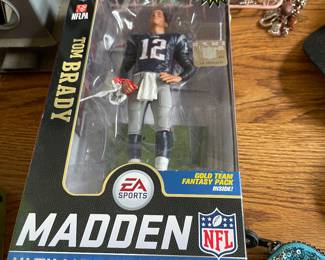 NFLPA
TOM BRADY
12
GOLD TEAM
FANTASY PACK
INSIDE!
EA
SPORTS
MADDEN
NFL